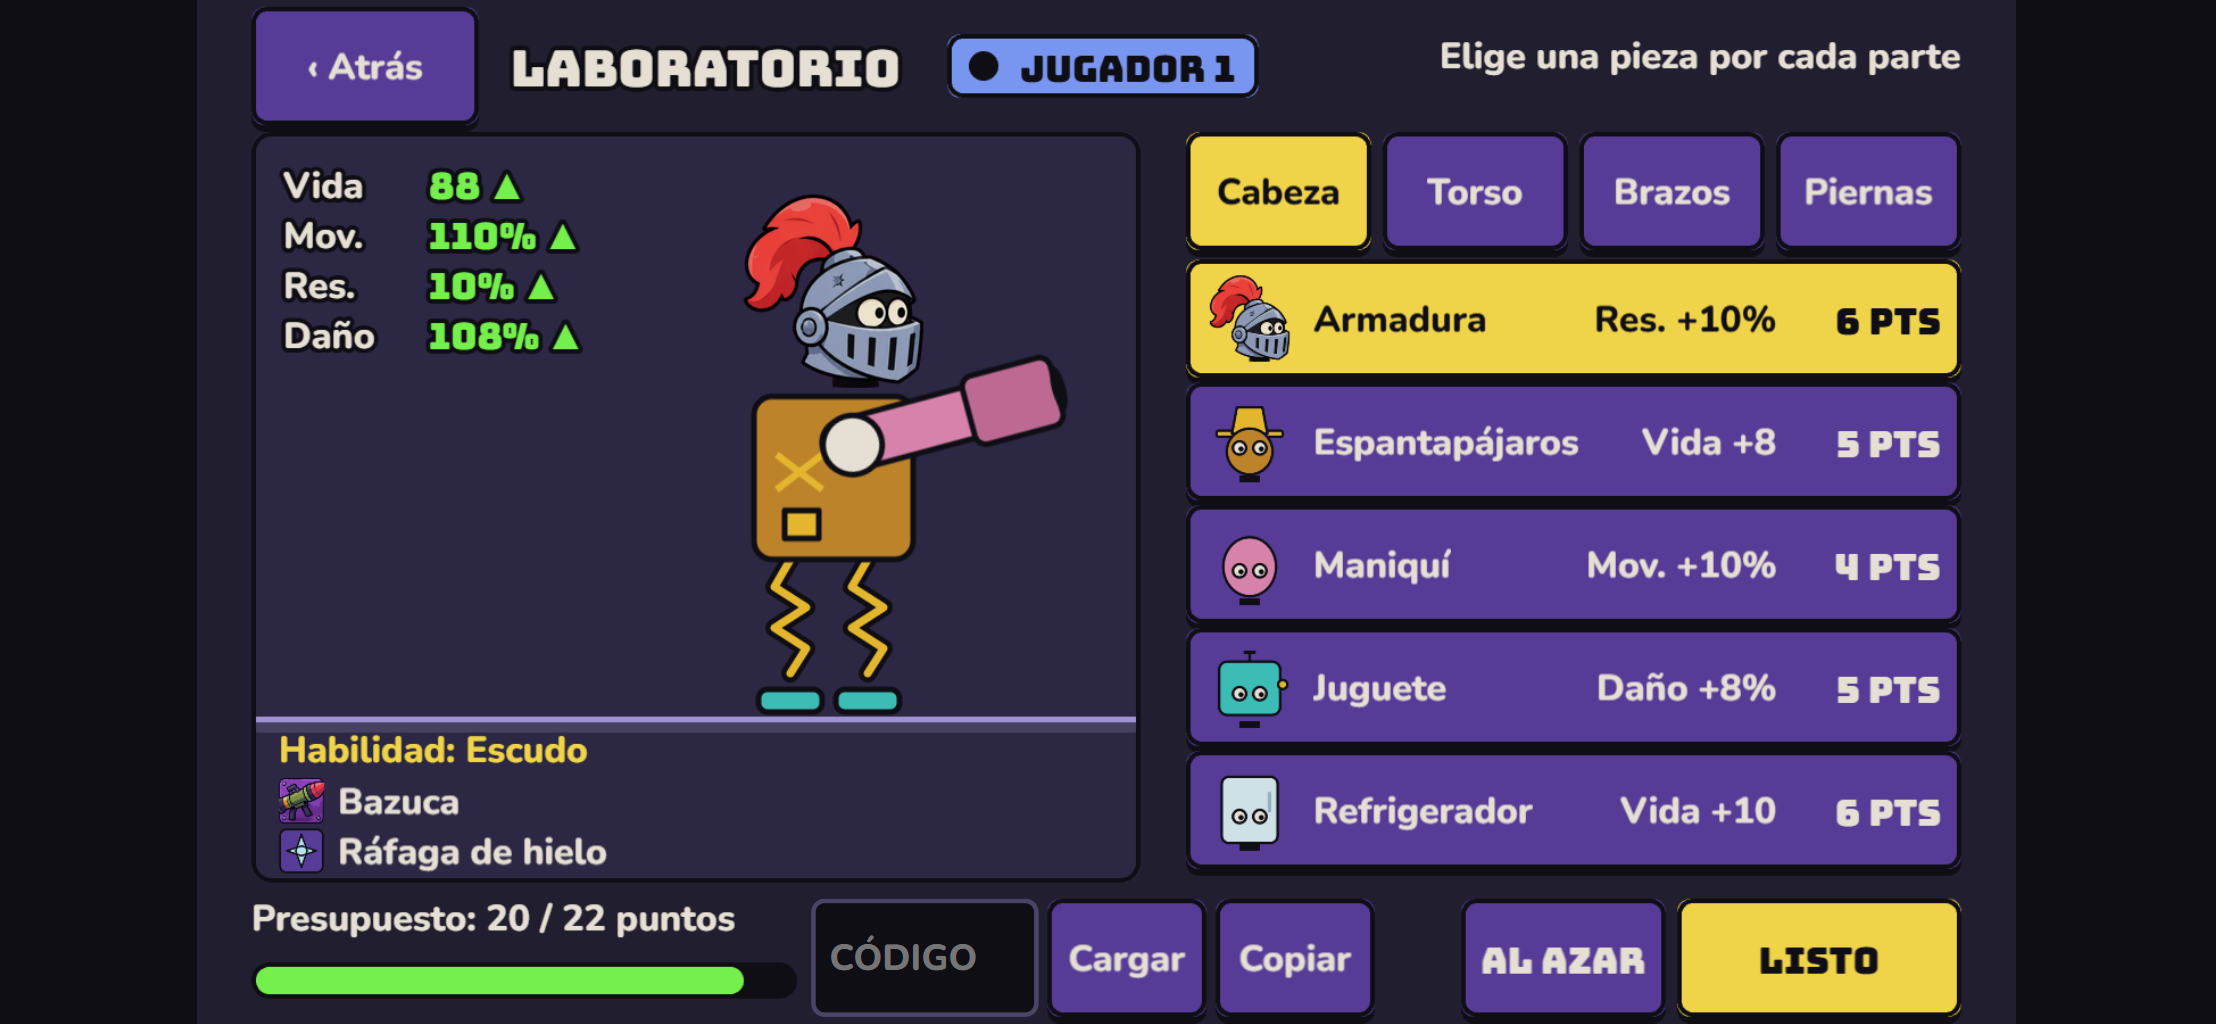 ‹ Atrás
LABORATORIO
JUGADOR 1
Elige una pieza por cada parte
Vida 88 ▲
Mov. 110% ▲
Res. 10% ▲
Daño 108% ▲
Habilidad: Escudo
Bazuca
Ráfaga de hielo
Cabeza
Torso
Brazos
Piernas
Armadura Res. +10% 6 PTS
Espantapájaros Vida +8 5 PTS
Maniquí Mov. +10% 4 PTS
Juguete Daño +8% 5 PTS
Refrigerador Vida +10 6 PTS
Presupuesto: 20 / 22 puntos
CÓDIGO
Cargar
Copiar
AL AZAR
LISTO